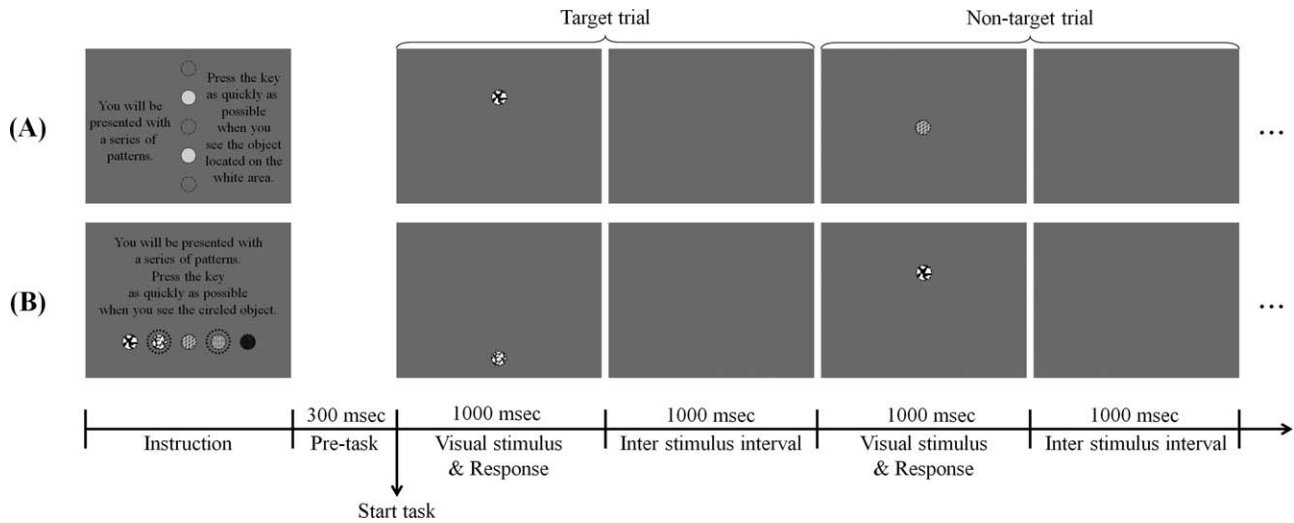 Target trial
Non-target trial
(A)
You will be
presented with
a series of
patterns.
Press the key
as quickly as
possible
when you
see the object
located on the
white area.
...
(B)
You will be presented with
a series of patterns.
Press the key
as quickly as possible
when you see the circled object.
...
300 msec
1000 msec
1000 msec
1000 msec
1000 msec
Instruction
Pre-task
Visual stimulus
& Response
Inter stimulus interval
Visual stimulus
& Response
Inter stimulus interval
Start task